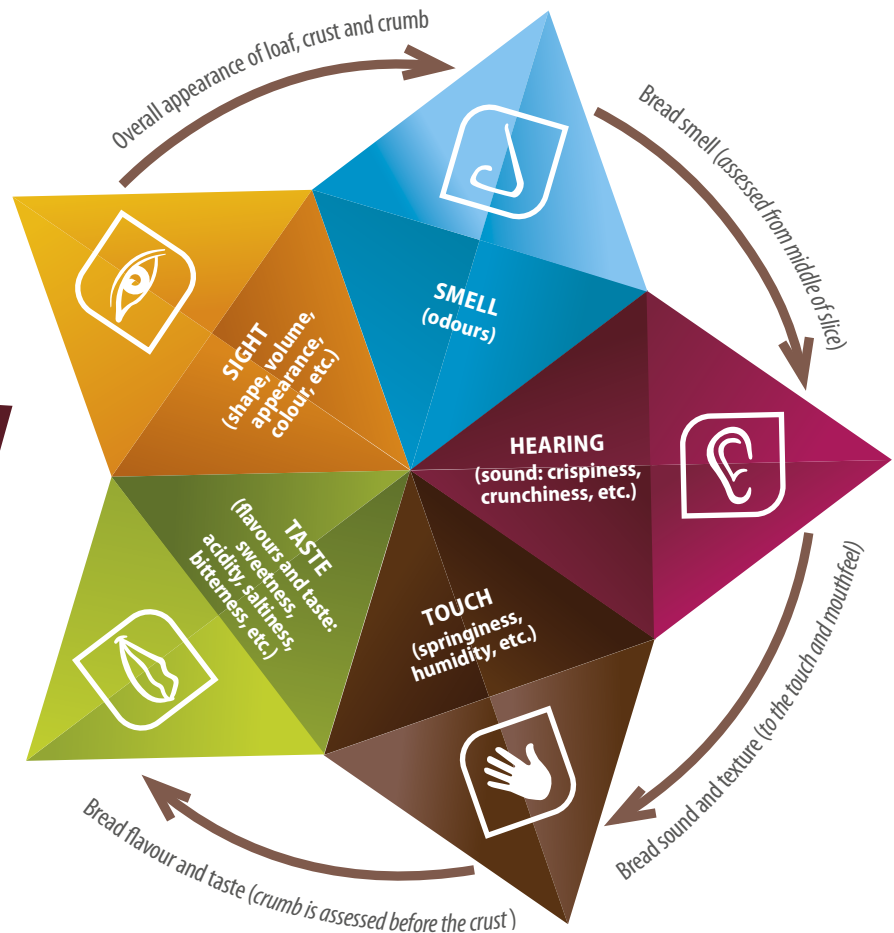 Overall appearance of loaf, crust and crumb
Bread smell (assessed from middle of slice)
SMELL
(odours)
SIGHT
(shape, volume,
appearance,
colour, etc.)
HEARING
(sound: crispiness,
crunchiness, etc.)
TASTE
(flavours and taste:
sweetness,
acidity, saltiness,
bitterness, etc.)
TOUCH
(springiness,
humidity, etc.)
Bread sound and texture (to the touch and mouthfeel)
Bread flavour and taste (crumb is assessed before the crust )